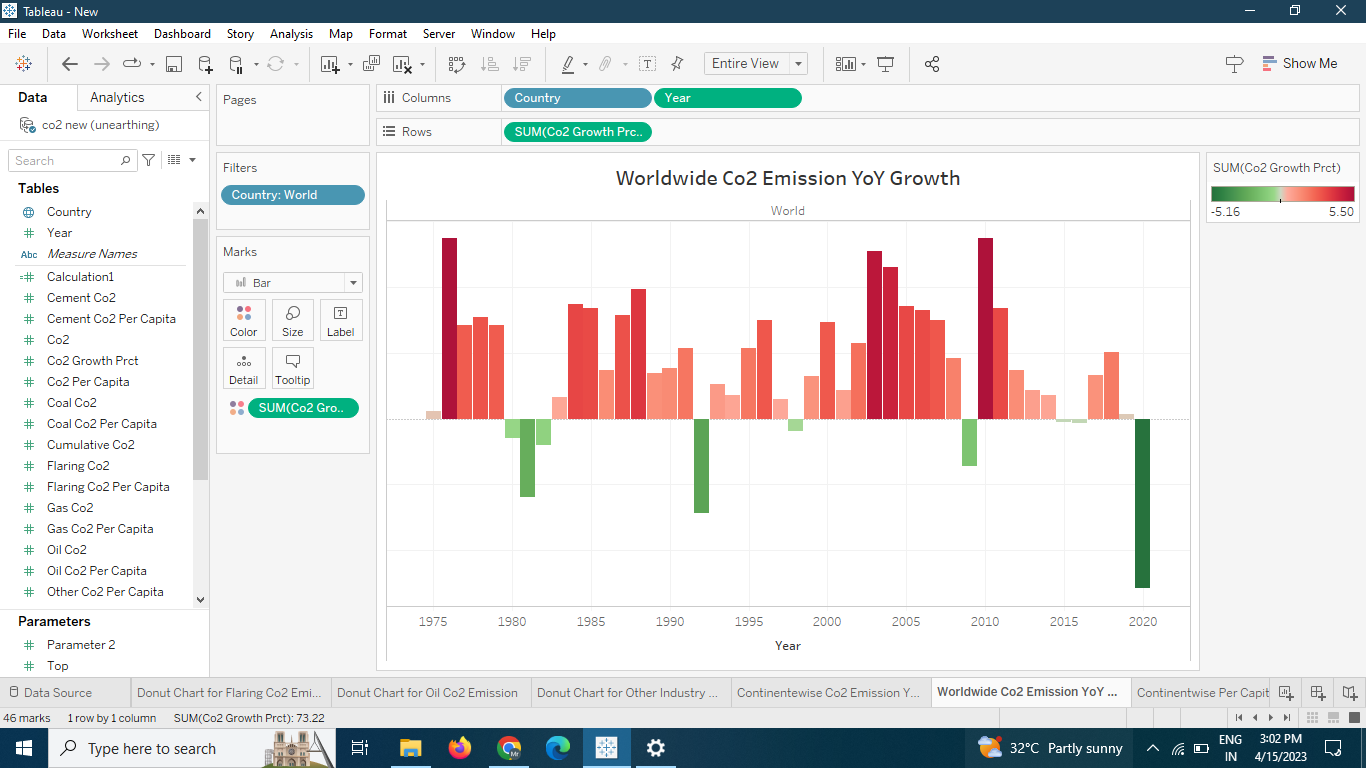 Tableau - New
File Data Worksheet Dashboard Story Analysis Map Format Server Window Help
Entire View
Show Me
Data Analytics
co2 new (unearthing)
Search
Tables
Country
Year
Abc Measure Names
Calculation1
Cement Co2
Cement Co2 Per Capita
Co2
Co2 Growth Prct
Co2 Per Capita
Coal Co2
Coal Co2 Per Capita
Cumulative Co2
Flaring Co2
Flaring Co2 Per Capita
Gas Co2
Gas Co2 Per Capita
Oil Co2
Oil Co2 Per Capita
Other Co2 Per Capita
Parameters
Parameter 2
Top
Pages
Filters
Country: World
Marks
Bar
Color Size Label
Detail Tooltip
SUM(Co2 Gro..
Columns Country Year
Rows SUM(Co2 Growth Prc..
Worldwide Co2 Emission YoY Growth
World
1975 1980 1985 1990 1995 2000 2005 2010 2015 2020
Year
SUM(Co2 Growth Prct)
-5.16 5.50
Data Source Donut Chart for Flaring Co2 Emi... Donut Chart for Oil Co2 Emission Donut Chart for Other Industry ... Continentewise Co2 Emission Y... Worldwide Co2 Emission YoY ... Continentwise Per Capit
46 marks 1 row by 1 column SUM(Co2 Growth Prct): 73.22
Type here to search
32°C Partly sunny
ENG
IN
3:02 PM
4/15/2023